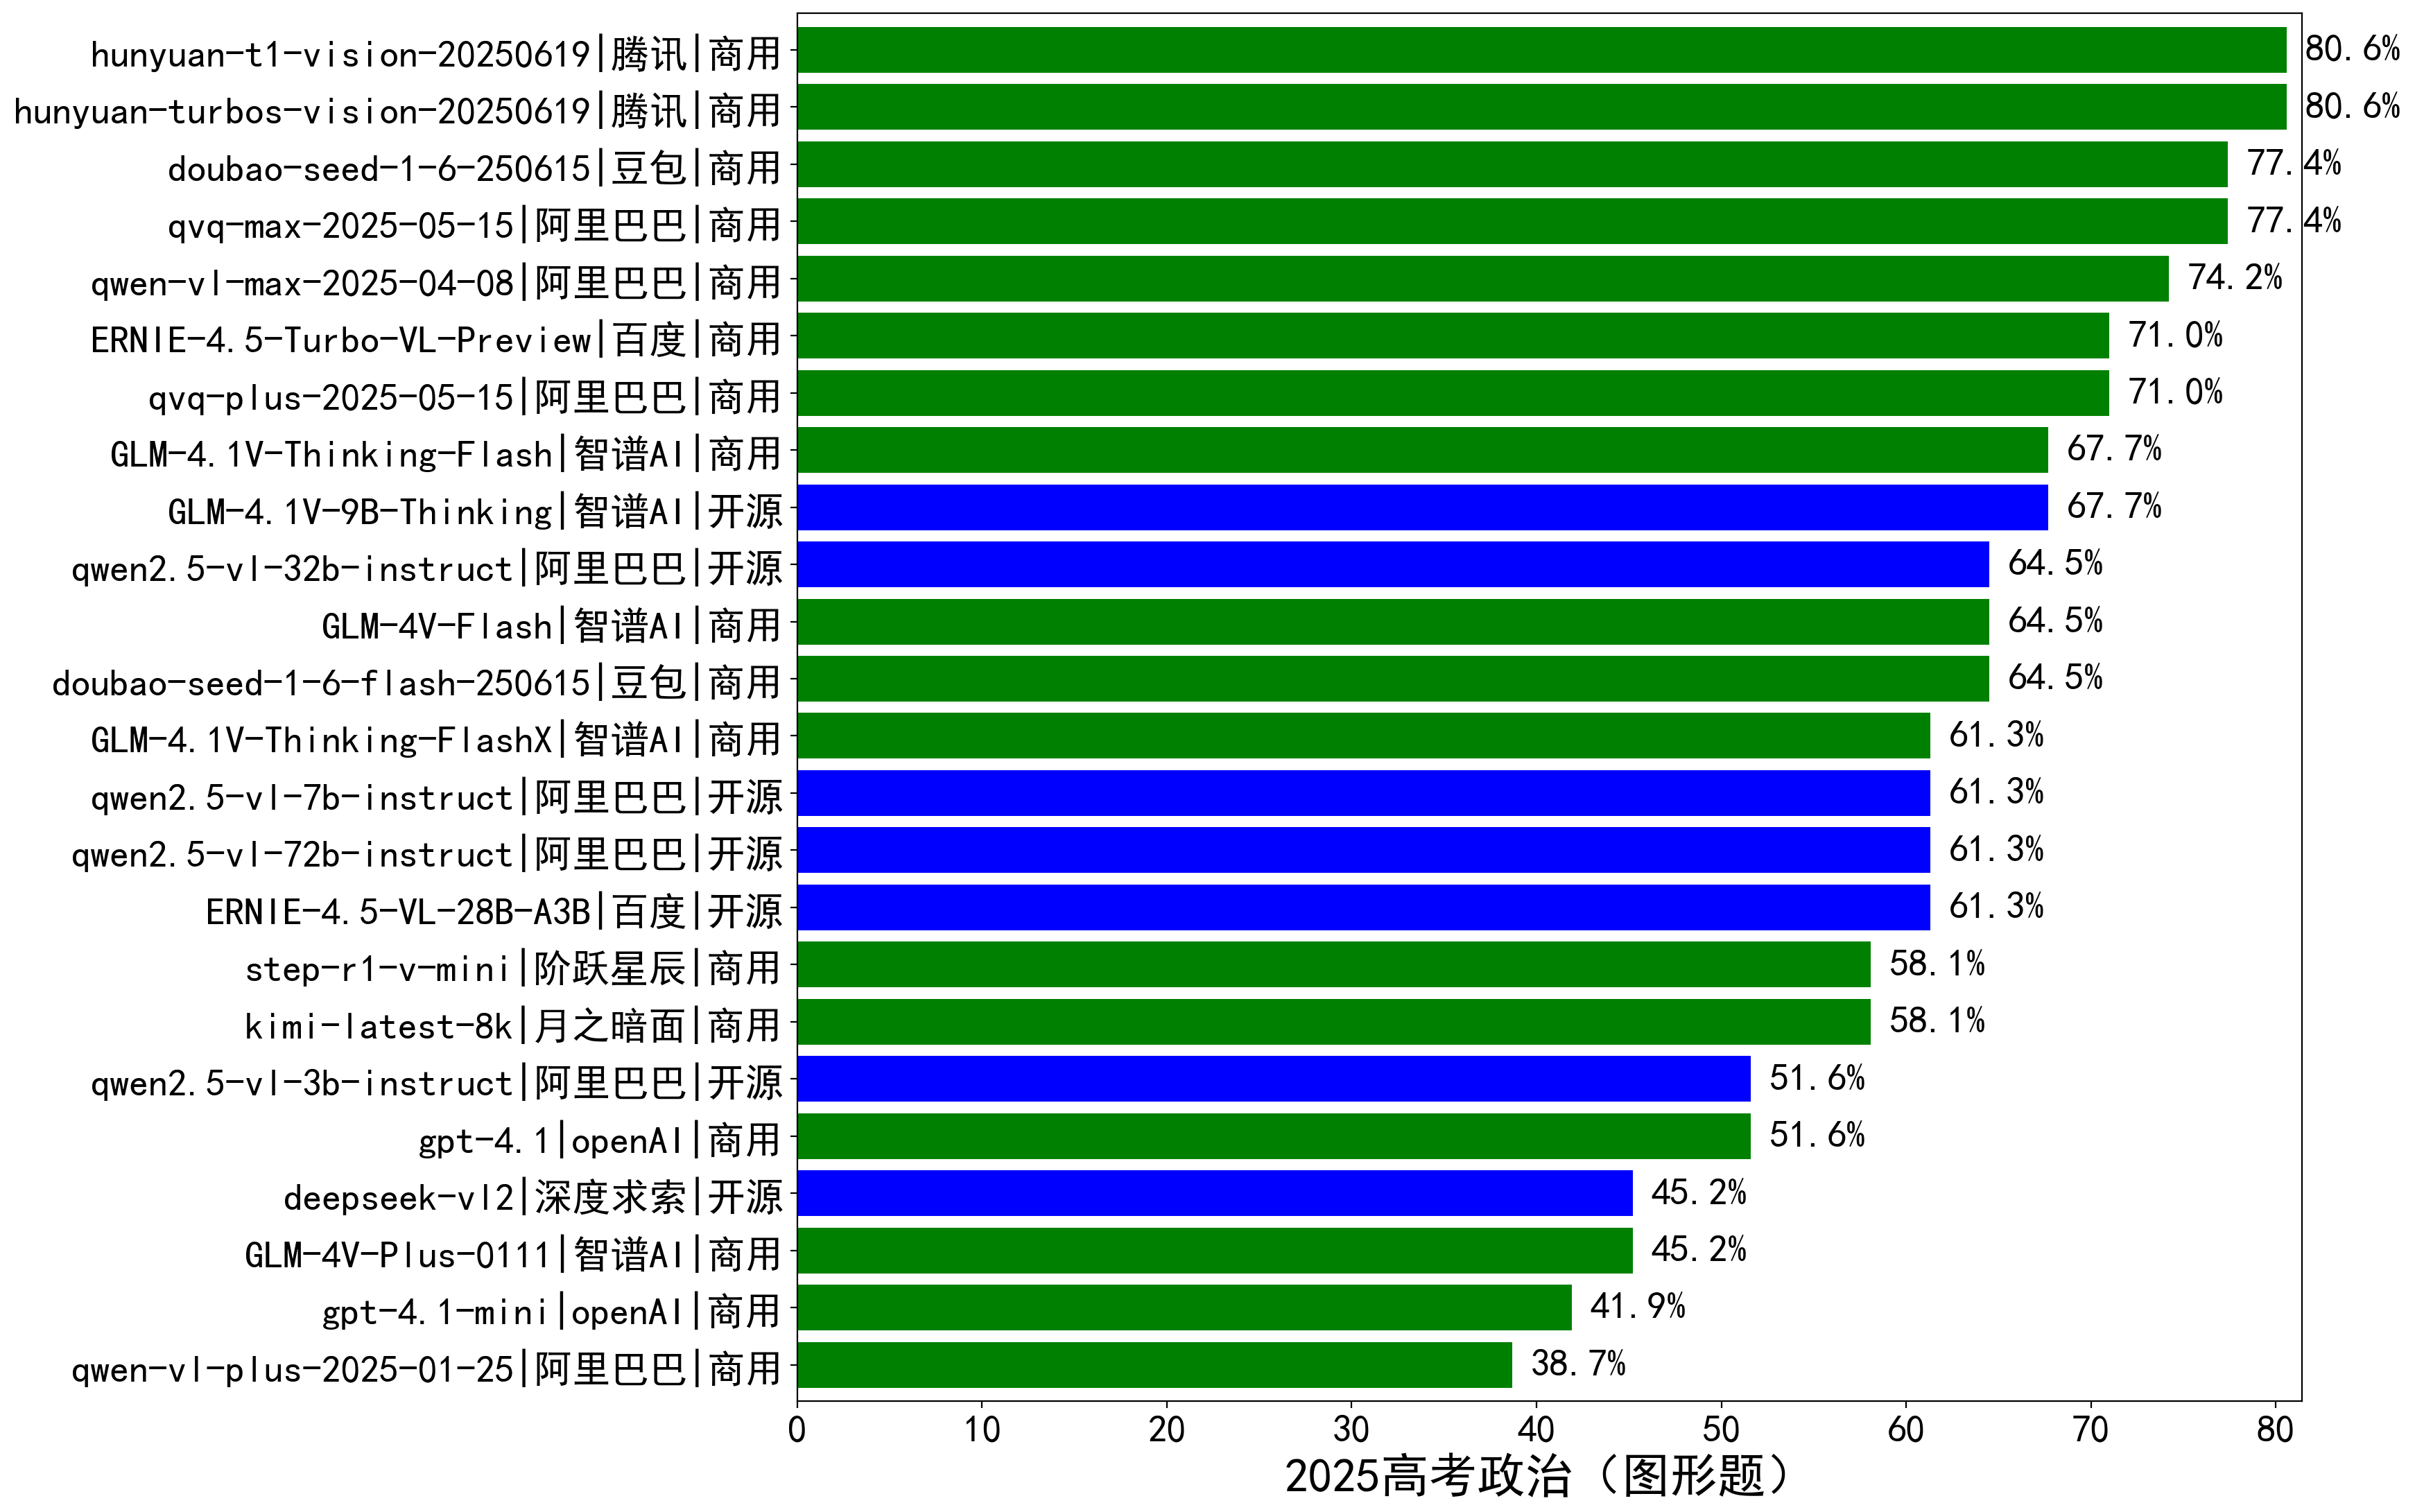 hunyuan-t1-vision-20250619|腾讯|商用 80.6%
hunyuan-turbos-vision-20250619|腾讯|商用 80.6%
doubao-seed-1-6-250615|豆包|商用 77.4%
qvq-max-2025-05-15|阿里巴巴|商用 77.4%
qwen-vl-max-2025-04-08|阿里巴巴|商用 74.2%
ERNIE-4.5-Turbo-VL-Preview|百度|商用 71.0%
qvq-plus-2025-05-15|阿里巴巴|商用 71.0%
GLM-4.1V-Thinking-Flash|智谱AI|商用 67.7%
GLM-4.1V-9B-Thinking|智谱AI|开源 67.7%
qwen2.5-vl-32b-instruct|阿里巴巴|开源 64.5%
GLM-4V-Flash|智谱AI|商用 64.5%
doubao-seed-1-6-flash-250615|豆包|商用 64.5%
GLM-4.1V-Thinking-FlashX|智谱AI|商用 61.3%
qwen2.5-vl-7b-instruct|阿里巴巴|开源 61.3%
qwen2.5-vl-72b-instruct|阿里巴巴|开源 61.3%
ERNIE-4.5-VL-28B-A3B|百度|开源 61.3%
step-r1-v-mini|阶跃星辰|商用 58.1%
kimi-latest-8k|月之暗面|商用 58.1%
qwen2.5-vl-3b-instruct|阿里巴巴|开源 51.6%
gpt-4.1|openAI|商用 51.6%
deepseek-vl2|深度求索|开源 45.2%
GLM-4V-Plus-0111|智谱AI|商用 45.2%
gpt-4.1-mini|openAI|商用 41.9%
qwen-vl-plus-2025-01-25|阿里巴巴|商用 38.7%
0 10 20 30 40 50 60 70 80
2025高考政治（图形题）